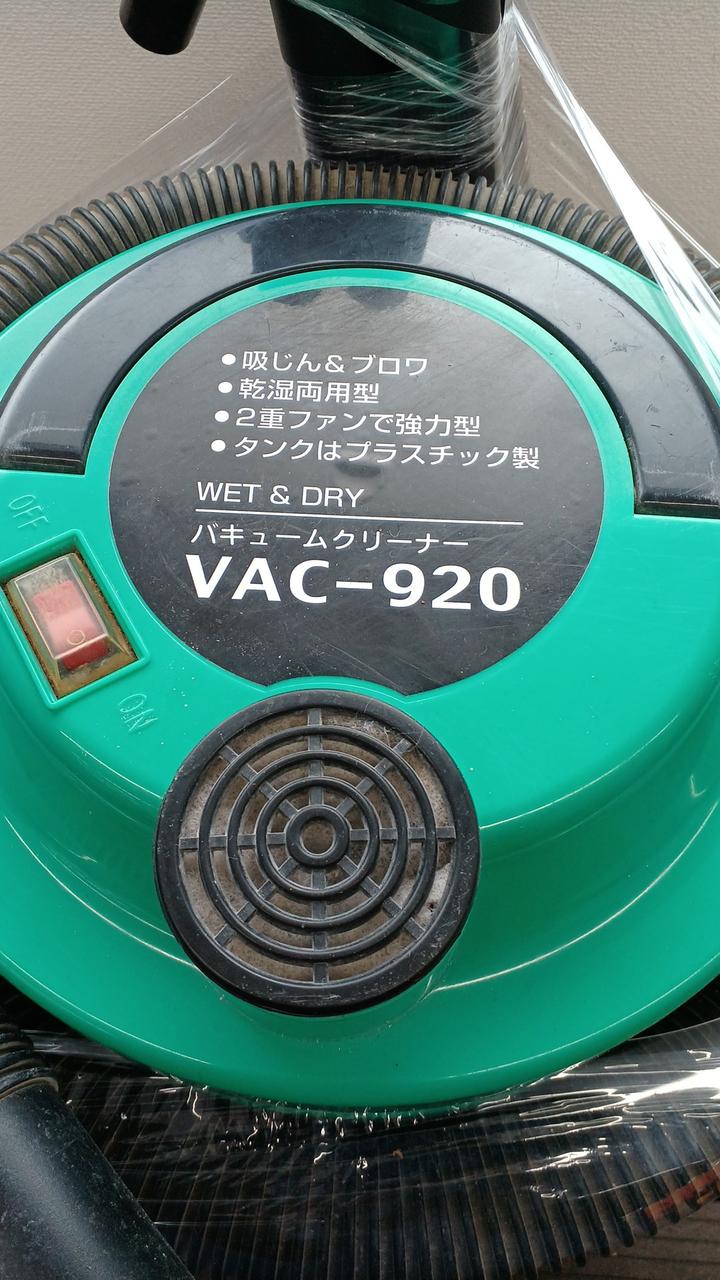 ●吸じん&ブロワ
●乾湿両用型
●2重ファンで強力型
●タンクはプラスチック製
WET & DRY
バキュームクリーナー
VAC-920
OFF
ON